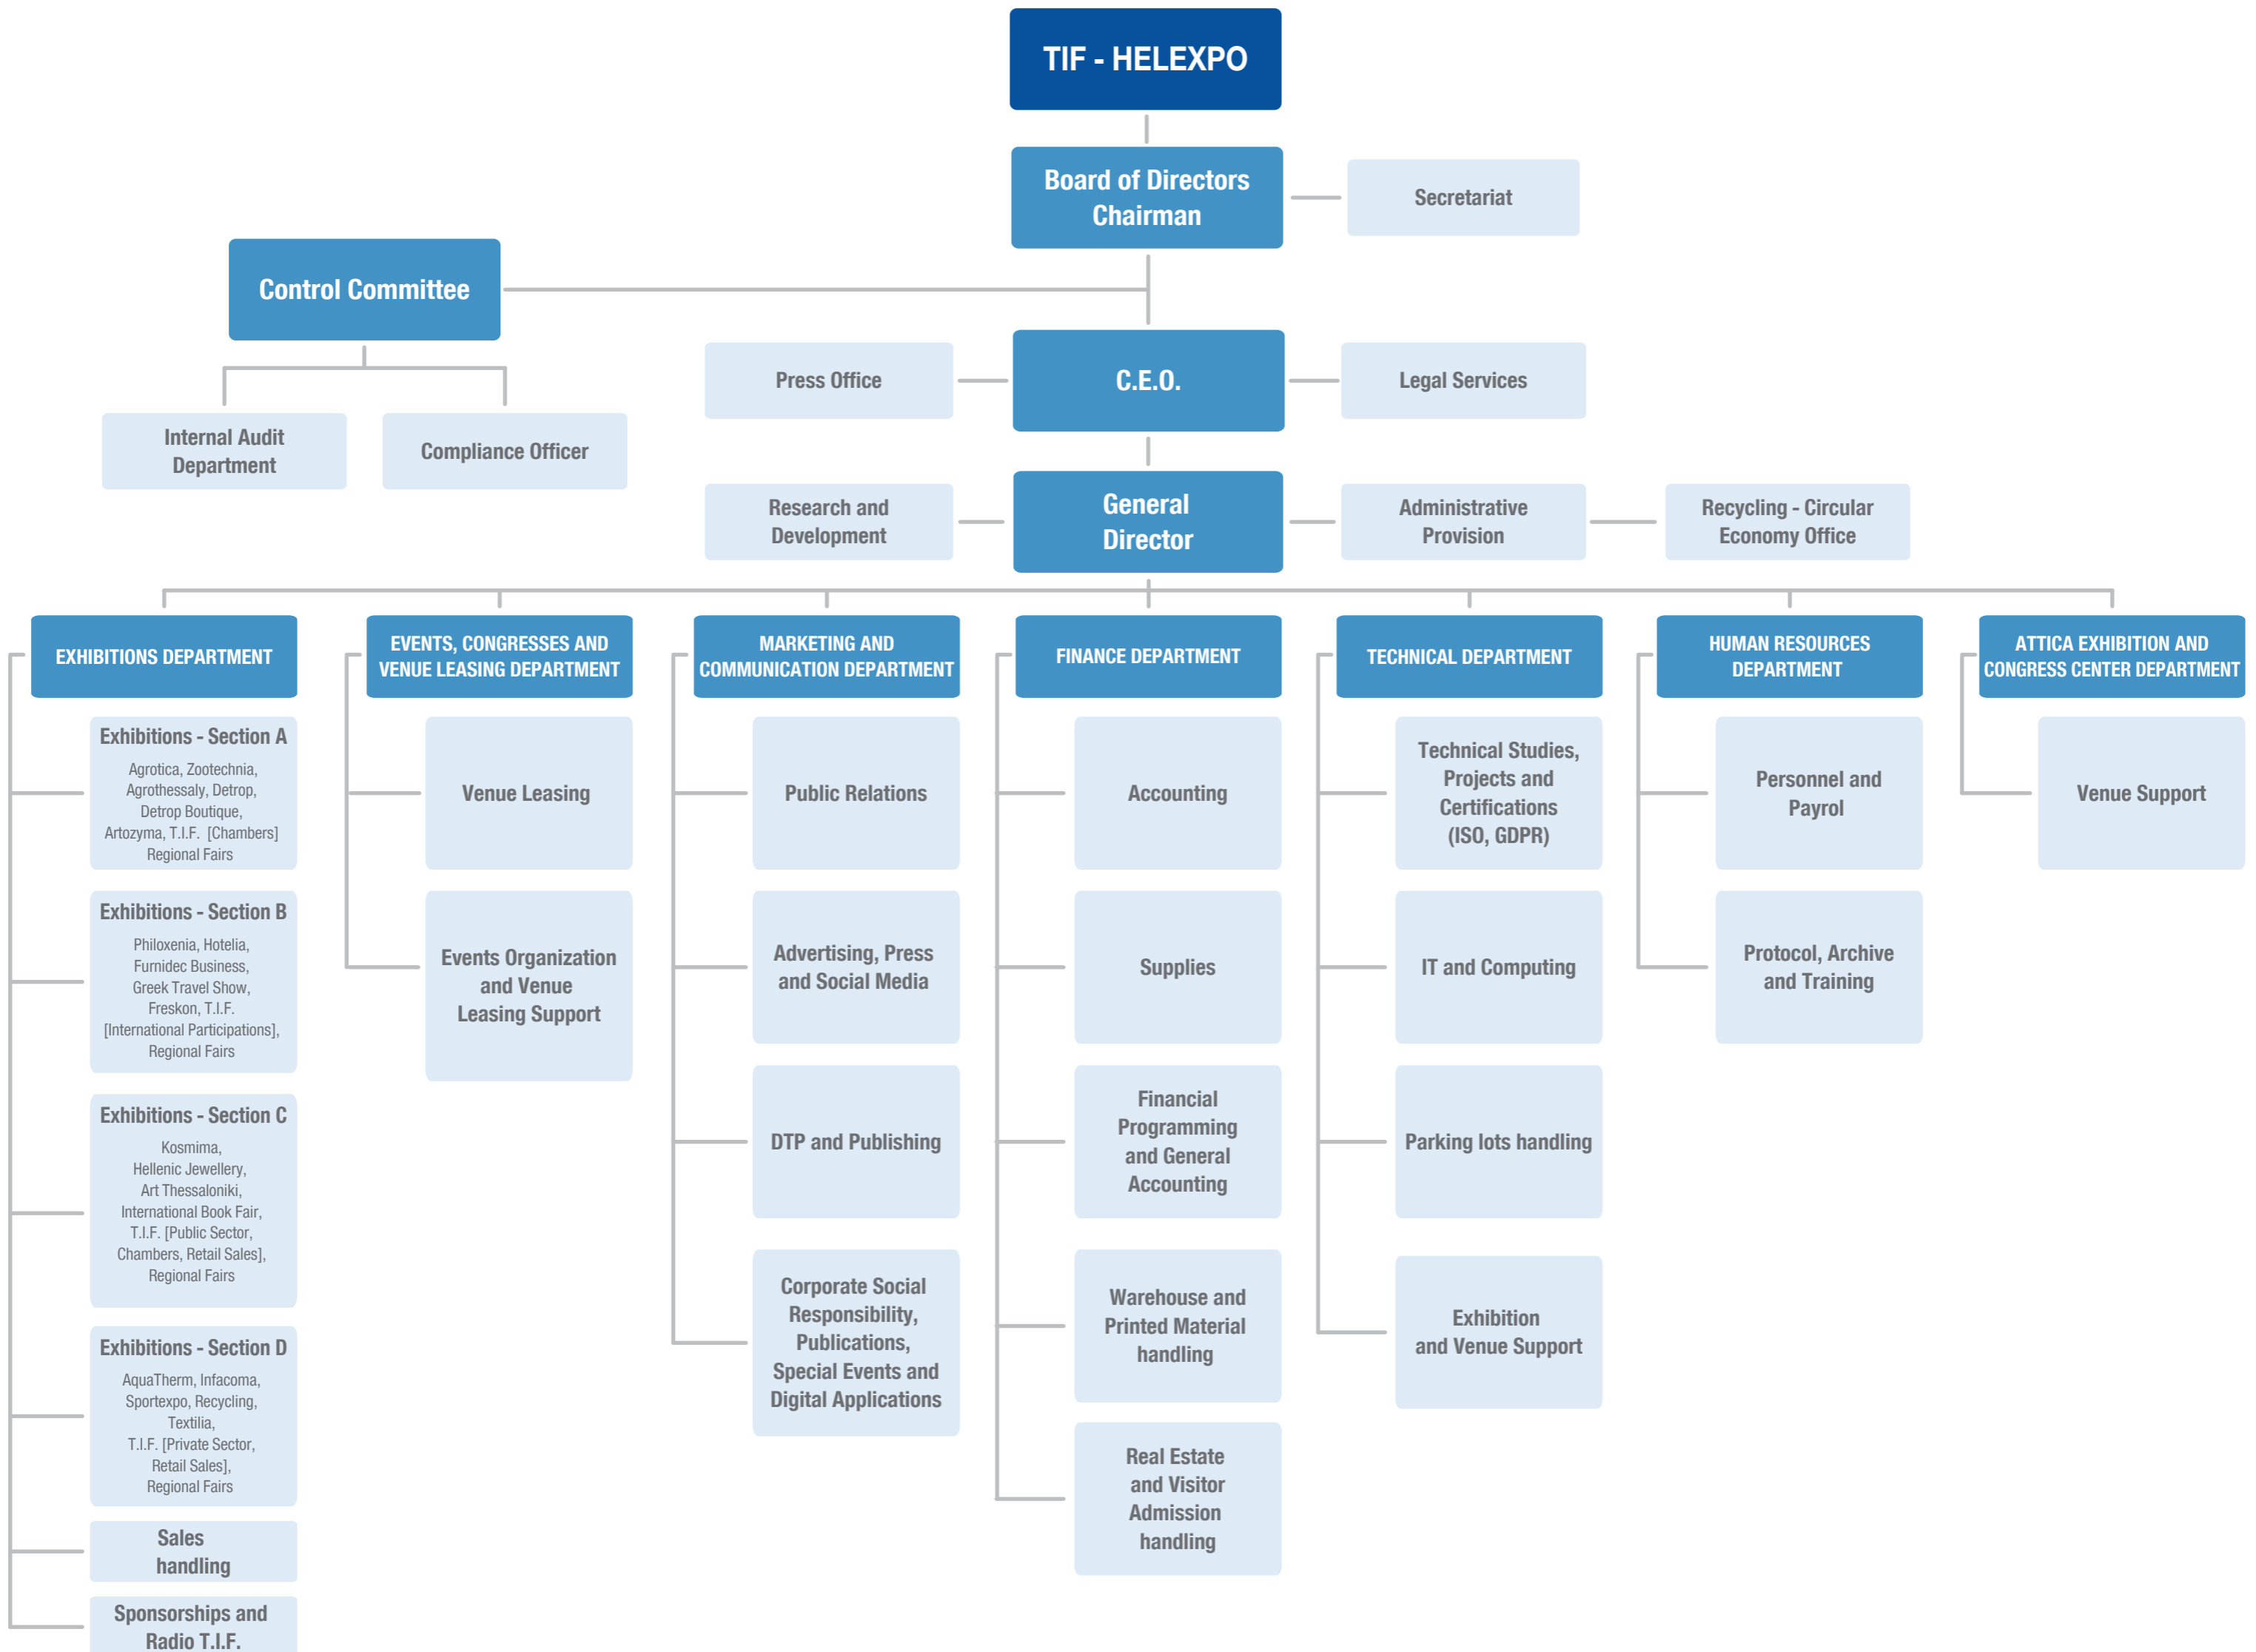 TIF - HELEXPO
Board of Directors
Chairman
Secretariat
Control Committee
Press Office
C.E.O.
Legal Services
Internal Audit
Department
Compliance Officer
Research and
Development
General
Director
Administrative
Provision
Recycling - Circular
Economy Office
EXHIBITIONS DEPARTMENT
Exhibitions - Section A
Agrotica, Zootechnia,
Agrothessaly, Detrop,
Detrop Boutique,
Artozyma, T.I.F. [Chambers]
Regional Fairs
Exhibitions - Section B
Philoxenia, Hotelia,
Furnidec Business,
Greek Travel Show,
Freskon, T.I.F.
[International Participations],
Regional Fairs
Exhibitions - Section C
Kosmima,
Hellenic Jewellery,
Art Thessaloniki,
International Book Fair,
T.I.F. [Public Sector,
Chambers, Retail Sales],
Regional Fairs
Exhibitions - Section D
AquaTherm, Infacoma,
Sportexpo, Recycling,
Textilia,
T.I.F. [Private Sector,
Retail Sales],
Regional Fairs
Sales
handling
Sponsorships and
Radio T.I.F.
EVENTS, CONGRESSES AND
VENUE LEASING DEPARTMENT
Venue Leasing
Events Organization
and Venue
Leasing Support
MARKETING AND
COMMUNICATION DEPARTMENT
Public Relations
Advertising, Press
and Social Media
DTP and Publishing
Corporate Social
Responsibility,
Publications,
Special Events and
Digital Applications
FINANCE DEPARTMENT
Accounting
Supplies
Financial
Programming
and General
Accounting
Warehouse and
Printed Material
handling
Real Estate
and Visitor
Admission
handling
TECHNICAL DEPARTMENT
Technical Studies,
Projects and
Certifications
(ISO, GDPR)
IT and Computing
Parking lots handling
Exhibition
and Venue Support
HUMAN RESOURCES
DEPARTMENT
Personnel and
Payrol
Protocol, Archive
and Training
ATTICA EXHIBITION AND
CONGRESS CENTER DEPARTMENT
Venue Support